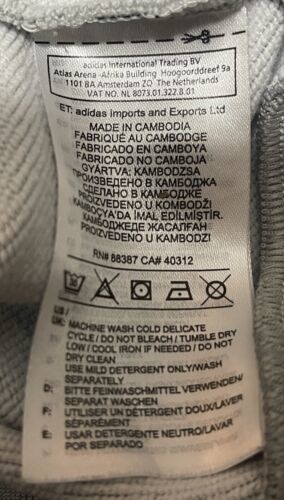 adidas International Trading BV
Atlas Arena -Afrika Building Hoogoorddreef 9a
1101 BA Amsterdam ZO The Netherlands
VAT NO. NL 8073.01.322.B.01
ET: adidas Imports and Exports Ltd
MADE IN CAMBODIA
FABRIQUÉ AU CAMBODGE
FABRICADO EN CAMBOYA
FABRICADO NO CAMBOJA
GYÁRTVA: KAMBODZSA
ПРОИЗВЕДЕНО В КАМБОДЖА
СДЕЛАНО В КАМБОДЖЕ
PROIZVEDENO U KOMBODŽI
KAMBOÇYA'DA İMAL EDİLMİŞTİR.
КАМБОДЖЕДЕ ЖАСАЛҒАН
PROIZVEDENO U KAMBODZI
RN# 88387 CA# 40312
US /
UK: MACHINE WASH COLD DELICATE
CYCLE / DO NOT BLEACH / TUMBLE DRY
LOW / COOL IRON IF NEEDED / DO NOT
DRY CLEAN
USE MILD DETERGENT ONLY/WASH
SEPARATELY
D: BITTE FEINWASCHMITTEL VERWENDEN/
SEPARAT WASCHEN
F: UTILISER UN DÉTERGENT DOUX/LAVER
SÉPARÉMENT
E: USAR DETERGENTE NEUTRO/LAVAR
POR SEPARADO